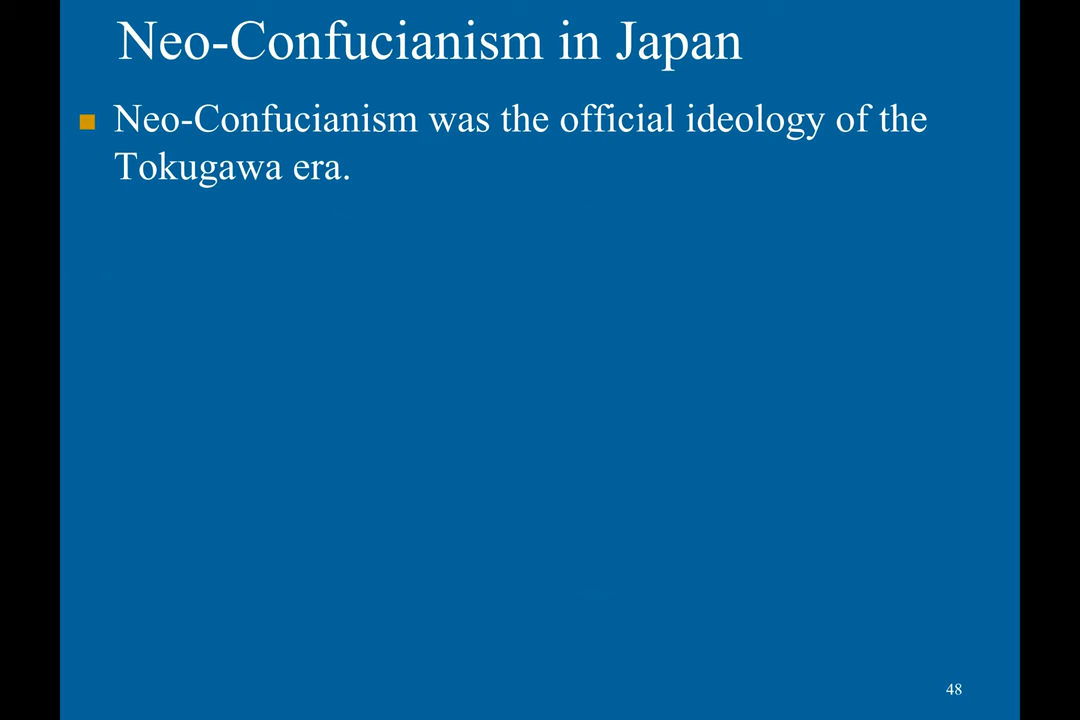 Neo-Confucianism in Japan
Neo-Confucianism was the official ideology of the
Tokugawa era.
48